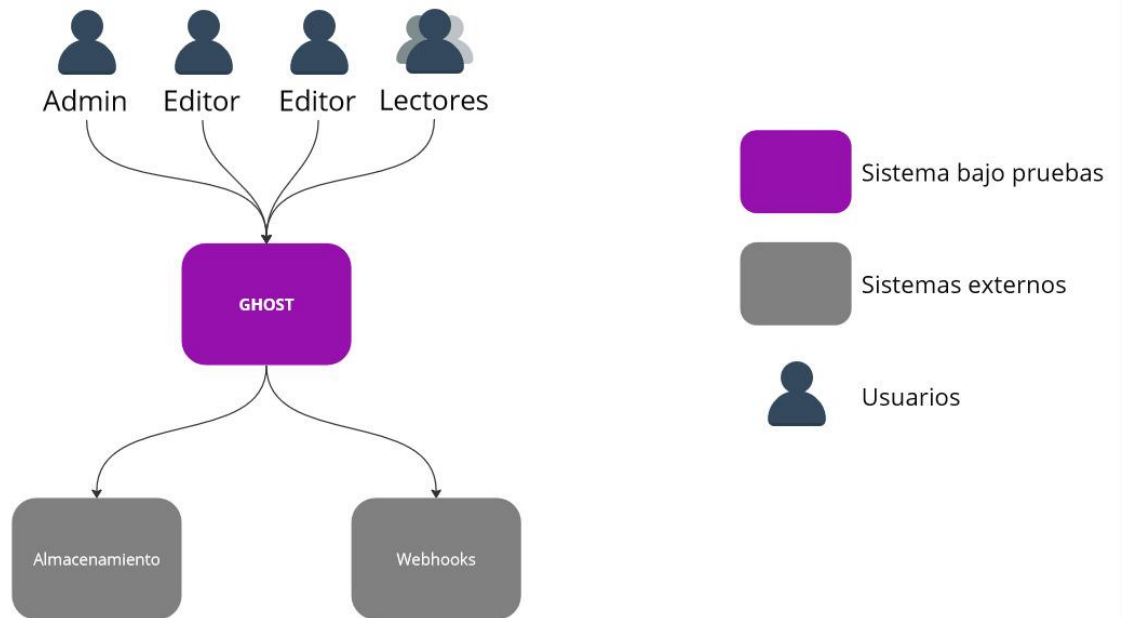 Admin
Editor
Editor
Lectores
GHOST
Almacenamiento
Webhooks
Sistema bajo pruebas
Sistemas externos
Usuarios